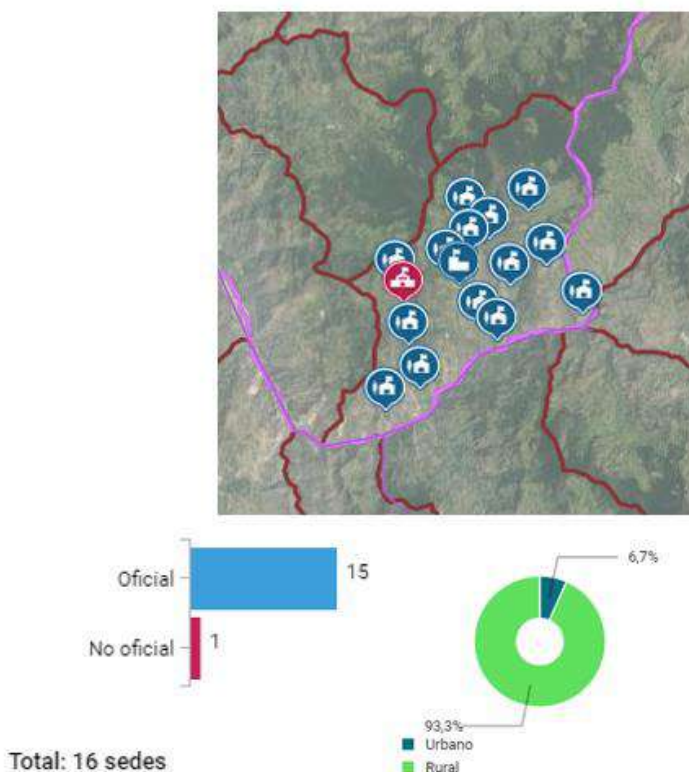 Oficial
15
No oficial
1
6,7%
93,3%
Urbano
Rural
Total: 16 sedes